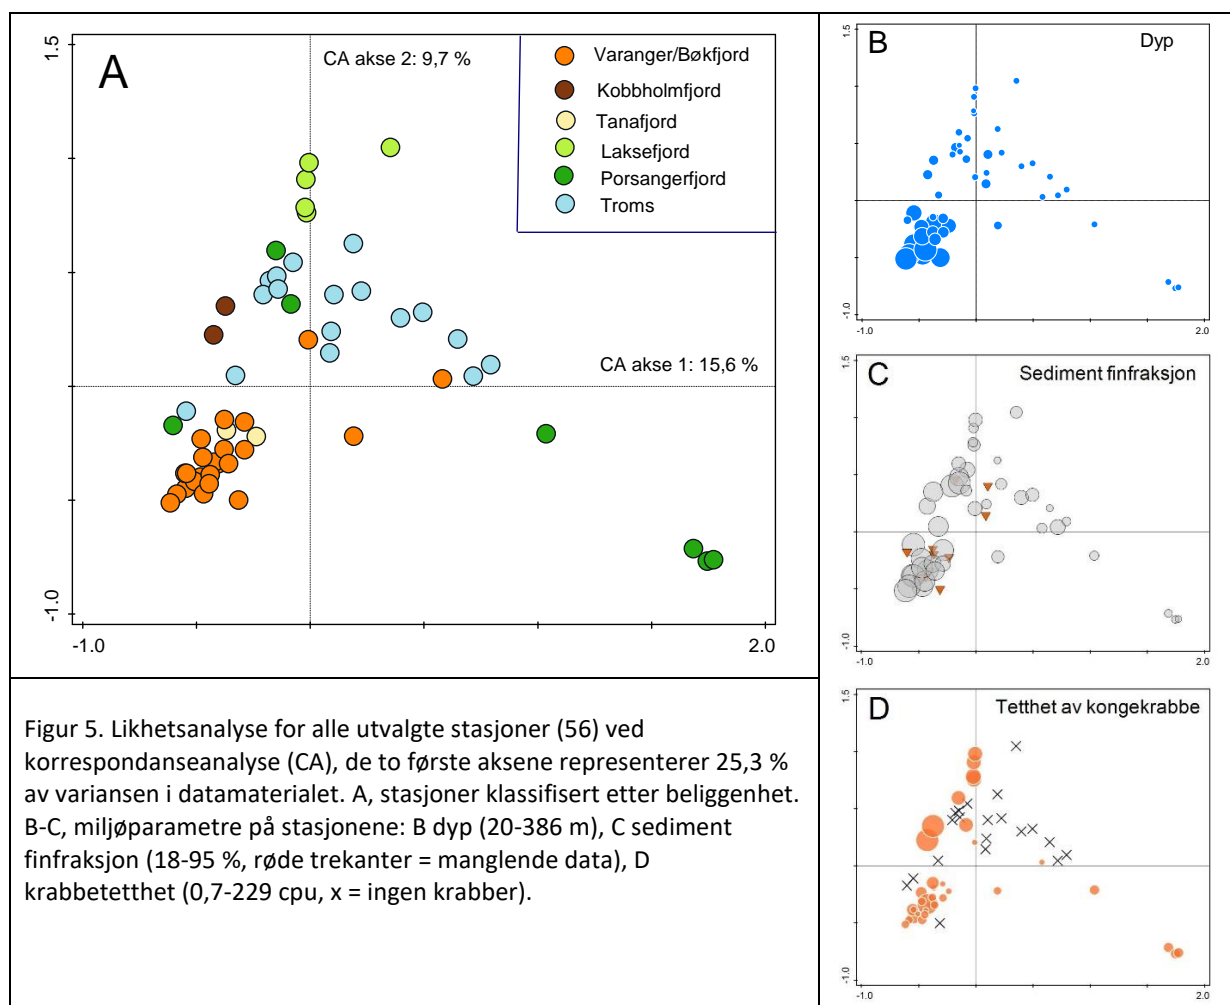 A
1.5
CA akse 2: 9,7 %
Varanger/Bøkfjord
Kobbholmfjord
Tanafjord
Laksefjord
Porsangerfjord
Troms
CA akse 1: 15,6 %
-1.0
-1.0
2.0
B
Dyp
1.5
-1.0
-1.0
2.0
C
Sediment finfraksjon
1.5
-1.0
-1.0
2.0
D
Tetthet av kongekrabbe
1.5
-1.0
-1.0
2.0
Figur 5. Likhetsanalyse for alle utvalgte stasjoner (56) ved
korrespondanseanalyse (CA), de to første aksene representerer 25,3 %
av variansen i datamaterialet. A, stasjoner klassifisert etter beliggenhet.
B-C, miljøparametre på stasjonene: B dyp (20-386 m), C sediment
finfraksjon (18-95 %, røde trekanter = manglende data), D
krabbetetthet (0,7-229 cpu, x = ingen krabber).